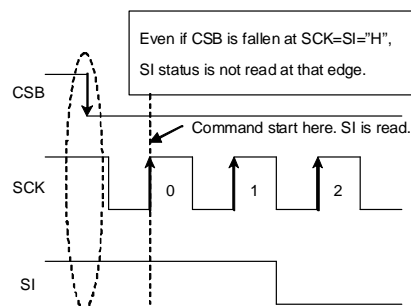 Even if CSB is fallen at SCK=SI="H",
SI status is not read at that edge.
CSB
Command start here. SI is read.
SCK
0 1 2
SI